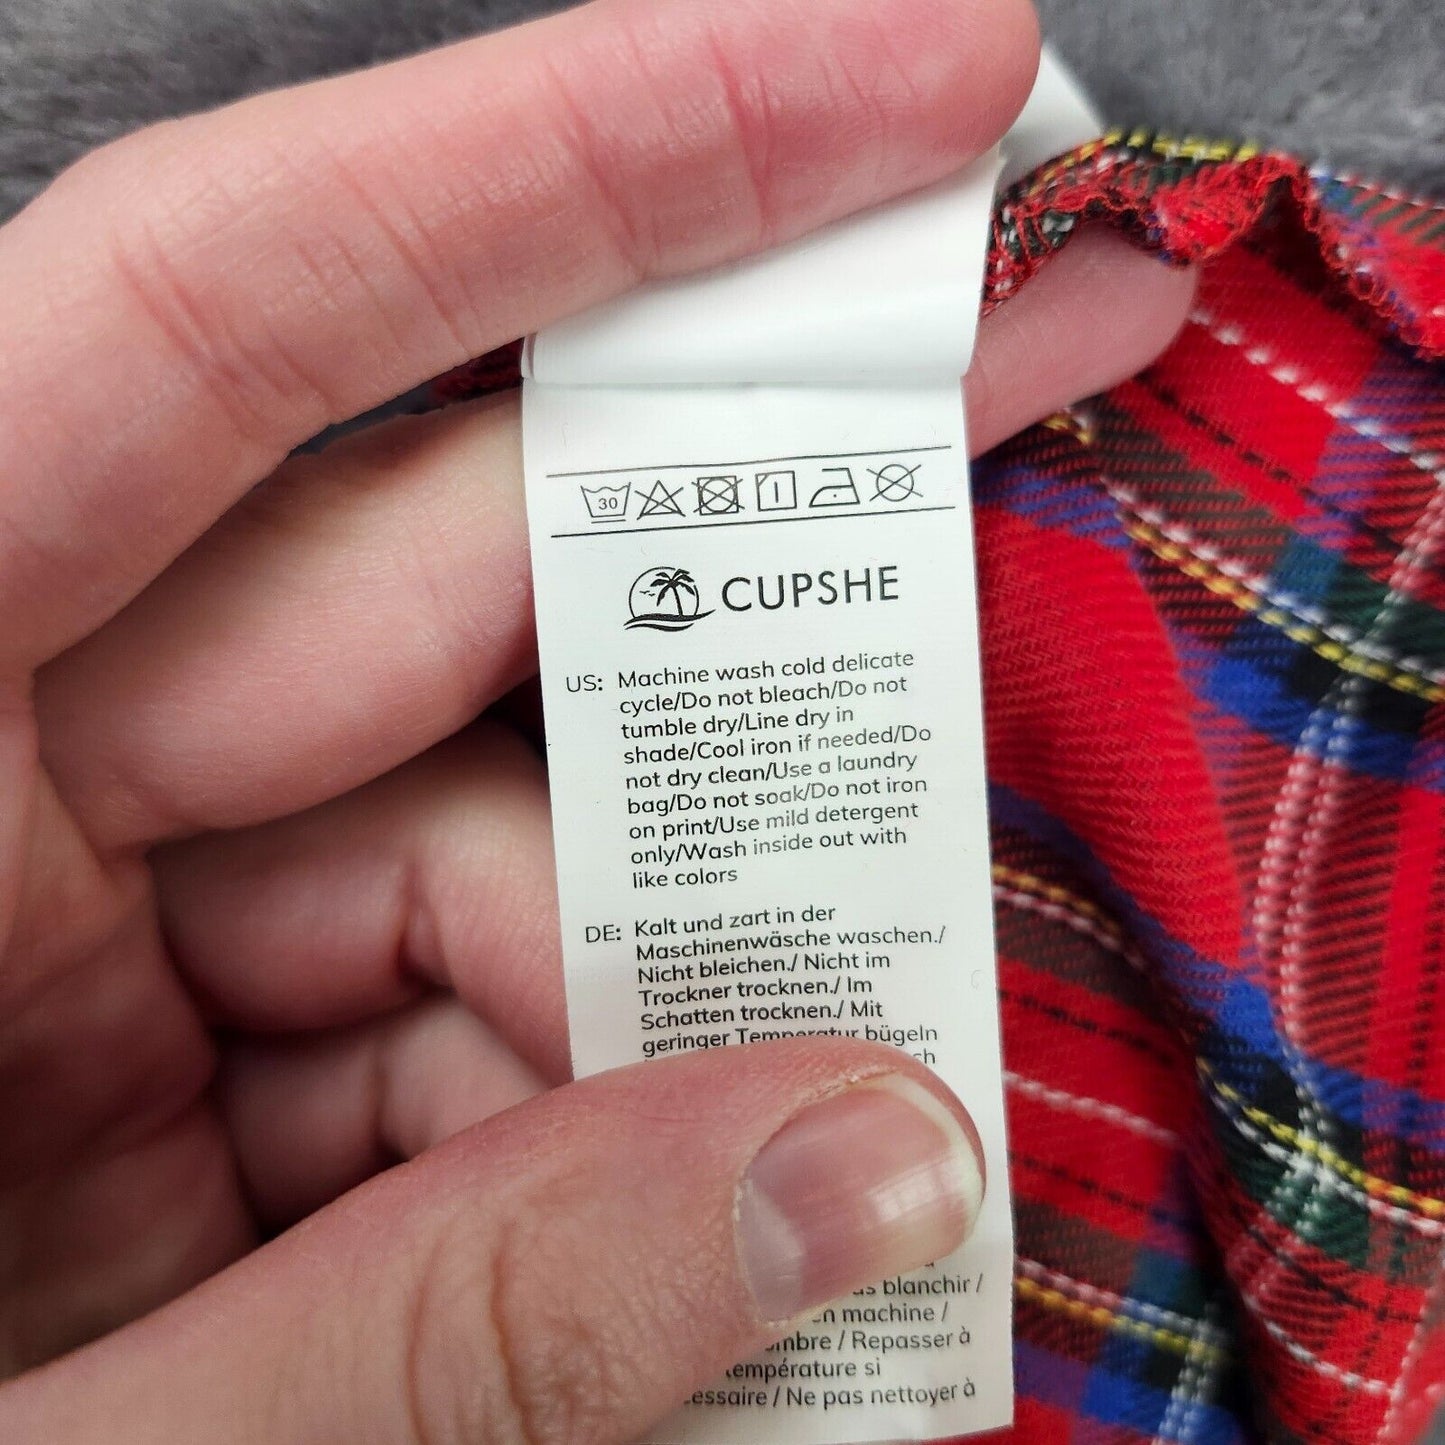 30
CUPSHE
US: Machine wash cold delicate
cycle/Do not bleach/Do not
tumble dry/Line dry in
shade/Cool iron if needed/Do
not dry clean/Use a laundry
bag/Do not soak/Do not iron
on print/Use mild detergent
only/Wash inside out with
like colors
DE: Kalt und zart in der
Maschinenwäsche waschen./
Nicht bleichen./ Nicht im
Trockner trocknen./ Im
Schatten trocknen./ Mit
geringer Temperatur bügeln
blanchir /
machine /
/ Repasser à
température si
/ Ne pas nettoyer à